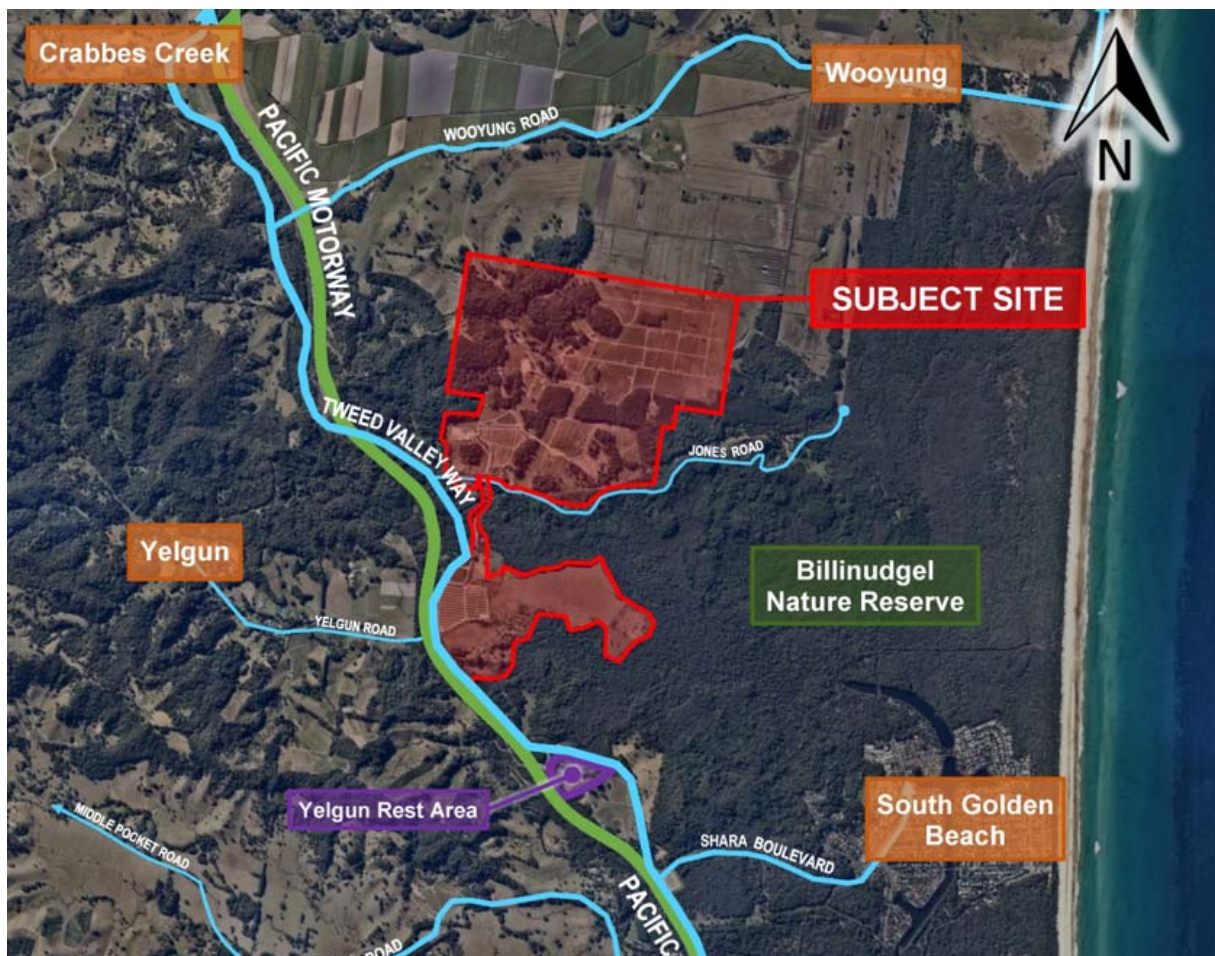 Crabbes Creek
Wooyung
PACIFIC MOTORWAY
WOOYUNG ROAD
N
SUBJECT SITE
TWEED VALLEY WAY
JONES ROAD
Yelgun
Billinudgel
Nature Reserve
YELGUN ROAD
Yelgun Rest Area
South Golden
Beach
MIDDLE POCKET ROAD
SHARA BOULEVARD
PACIFIC
ROAD